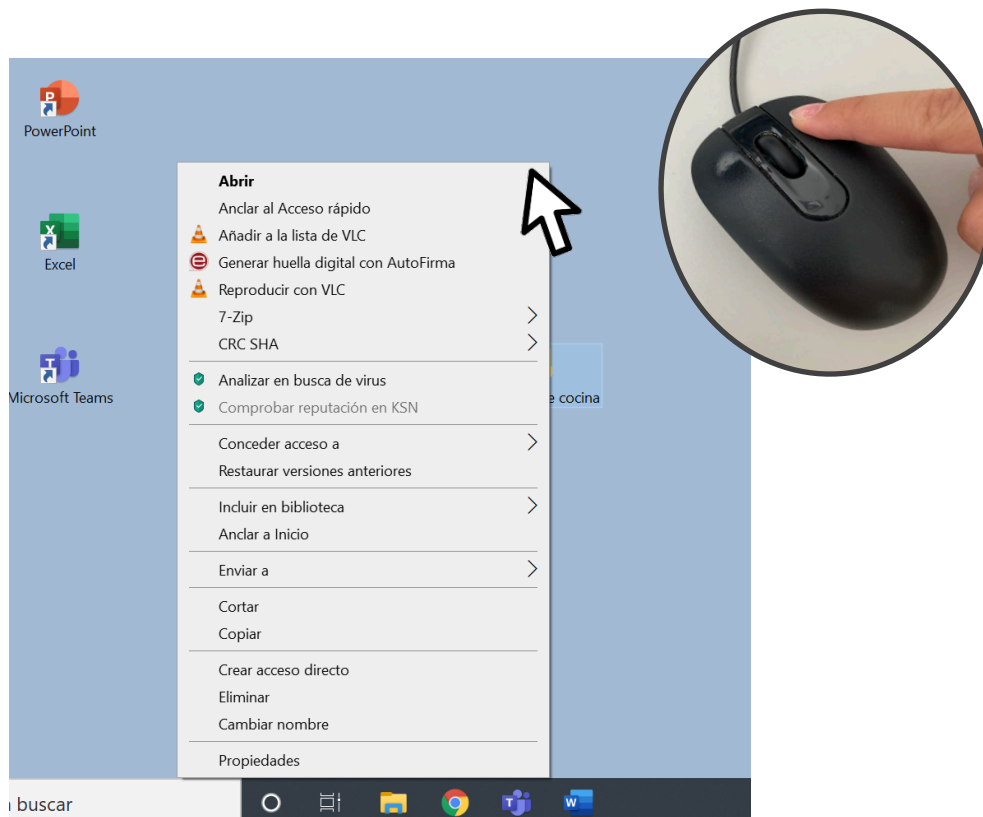 PowerPoint
Excel
Microsoft Teams
Abrir
Anclar al Acceso rápido
Añadir a la lista de VLC
Generar huella digital con AutoFirma
Reproducir con VLC
7-Zip
CRC SHA
Analizar en busca de virus
Comprobar reputación en KSN
Conceder acceso a
Restaurar versiones anteriores
Incluir en biblioteca
Anclar a Inicio
Enviar a
Cortar
Copiar
Crear acceso directo
Eliminar
Cambiar nombre
Propiedades
e cocina
buscar